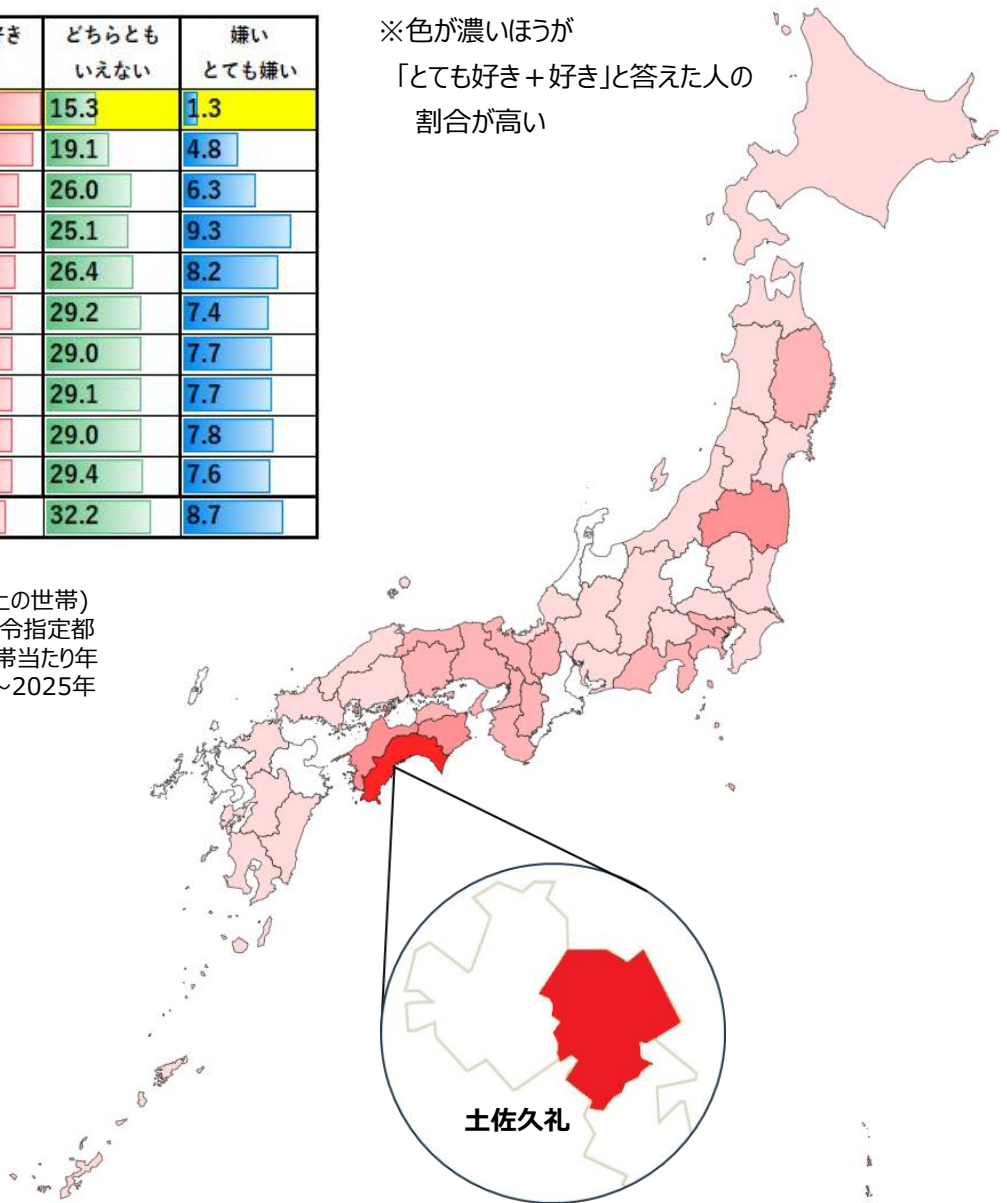 き
どちらとも
いえない
嫌い
とても嫌い
15.3 1.3
19.1 4.8
26.0 6.3
25.1 9.3
26.4 8.2
29.2 7.4
29.0 7.7
29.1 7.7
29.0 7.8
29.4 7.6
32.2 8.7
※色が濃いほうが
「とても好き+好き」と答えた人の
割合が高い
上の世帯)
令指定都
帯当たり年
~2025年
土佐久礼